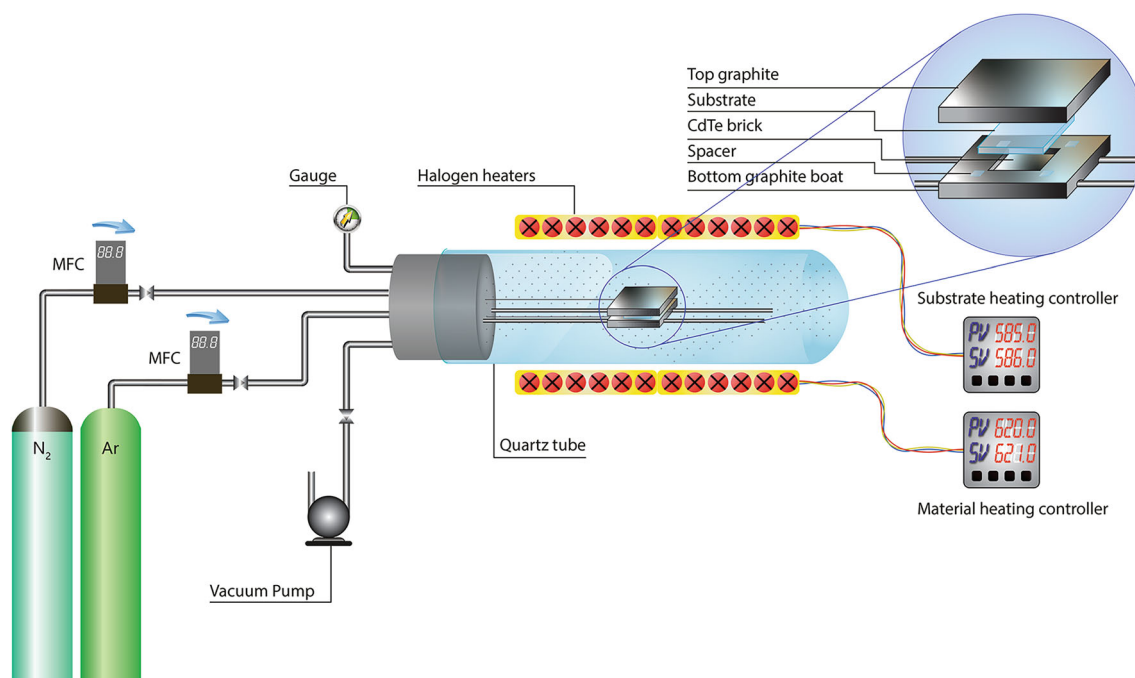 Top graphite
Substrate
CdTe brick
Spacer
Bottom graphite boat
Gauge
Halogen heaters
88.8
MFC
88.8
MFC
Substrate heating controller
PV 585.0
SV 586.0
PV 620.0
SV 621.0
Material heating controller
Quartz tube
N₂
Ar
Vacuum Pump